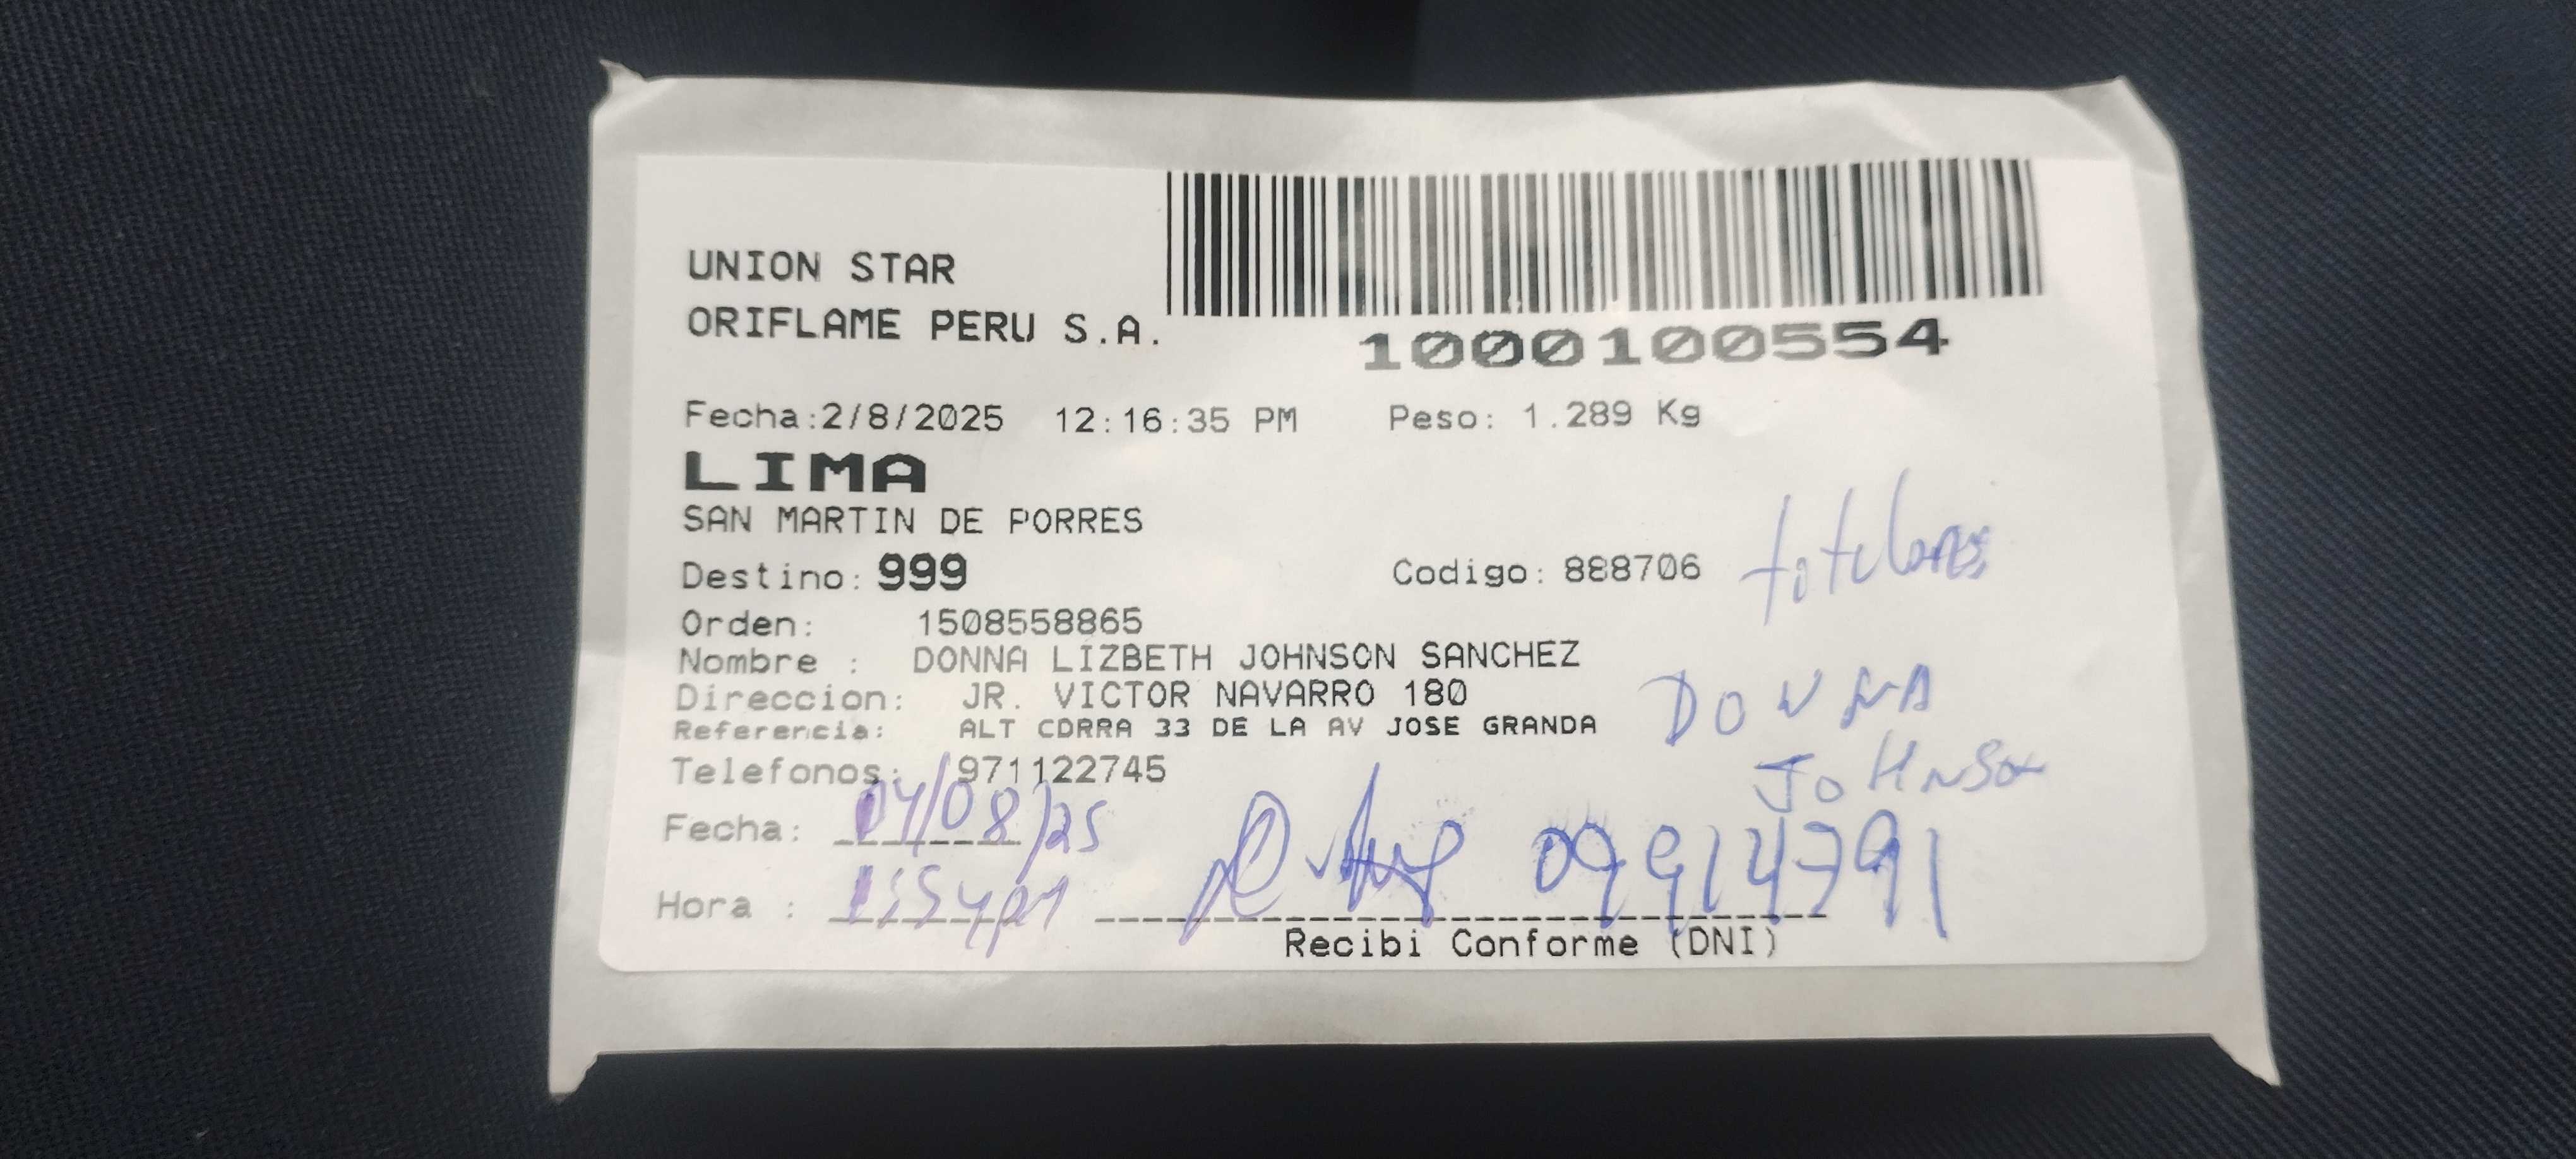 UNION STAR
ORIFLAME PERU S.A.
1000100554
Fecha:2/8/2025 12:16:35 PM Peso: 1.289 Kg
LIMA
SAN MARTIN DE PORRES
Destino: 999 Codigo: 888706
Orden: 1508558865
Nombre : DONNA LIZBETH JOHNSON SANCHEZ
Direccion: JR. VICTOR NAVARRO 180
Referencia: ALT CDRRA 33 DE LA AV JOSE GRANDA
DONNA
JoHnSon
Telefonos: 971122745
Fecha: 04/08/25
Hora : 09914791
Recibi Conforme (DNI)